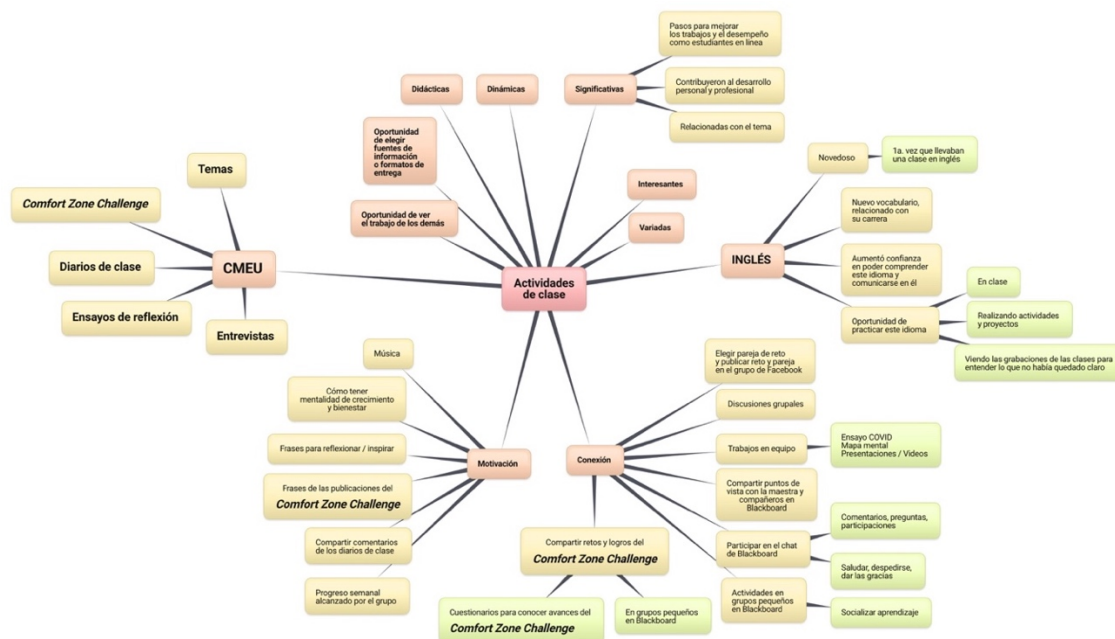 Actividades
de clase
Didácticas
Dinámicas
Significativas
Pasos para mejorar
los trabajos y el desempeño
como estudiantes en linea
Contribuyeron al desarrollo
personal y profesional
Relacionadas con el tema
Oportunidad
de elegir
fuentes de
información
o formatos de
entrega
Oportunidad de ver
el trabajo de los demás
Interesantes
Variadas
CMEU
Temas
Comfort Zone Challenge
Diarios de clase
Ensayos de reflexión
Entrevistas
INGLÉS
Novedoso
1a. vez que llevaban
una clase en inglés
Nuevo vocabulario,
relacionado con
su carrera
Aumentó confianza
en poder comprender
este idioma y
comunicarse en él
Oportunidad de
practicar este idioma
En clase
Realizando actividades
y proyectos
Viendo las grabaciones de las clases para
entender lo que no había quedado claro
Motivación
Música
Cómo tener
mentalidad de crecimiento
y bienestar
Frases para reflexionar / inspirar
Frases de las publicaciones del
Comfort Zone Challenge
Compartir comentarios
de los diarios de clase
Progreso semanal
alcanzado por el grupo
Conexión
Elegir pareja de reto
y publicar reto y pareja
en el grupo de Facebook
Discusiones grupales
Trabajos en equipo
Ensayo COVID
Mapa mental
Presentaciones / Videos
Compartir puntos de
vista con la maestra y
compañeros en
Blackboard
Participar en el chat
de Blackboard
Comentarios, preguntas,
participaciones
Saludar, despedirse,
dar las gracias
Actividades en
grupos pequeños
en Blackboard
Socializar aprendizaje
Compartir retos y logros del
Comfort Zone Challenge
Cuestionarios para conocer avances del
Comfort Zone Challenge
En grupos pequeños
en Blackboard